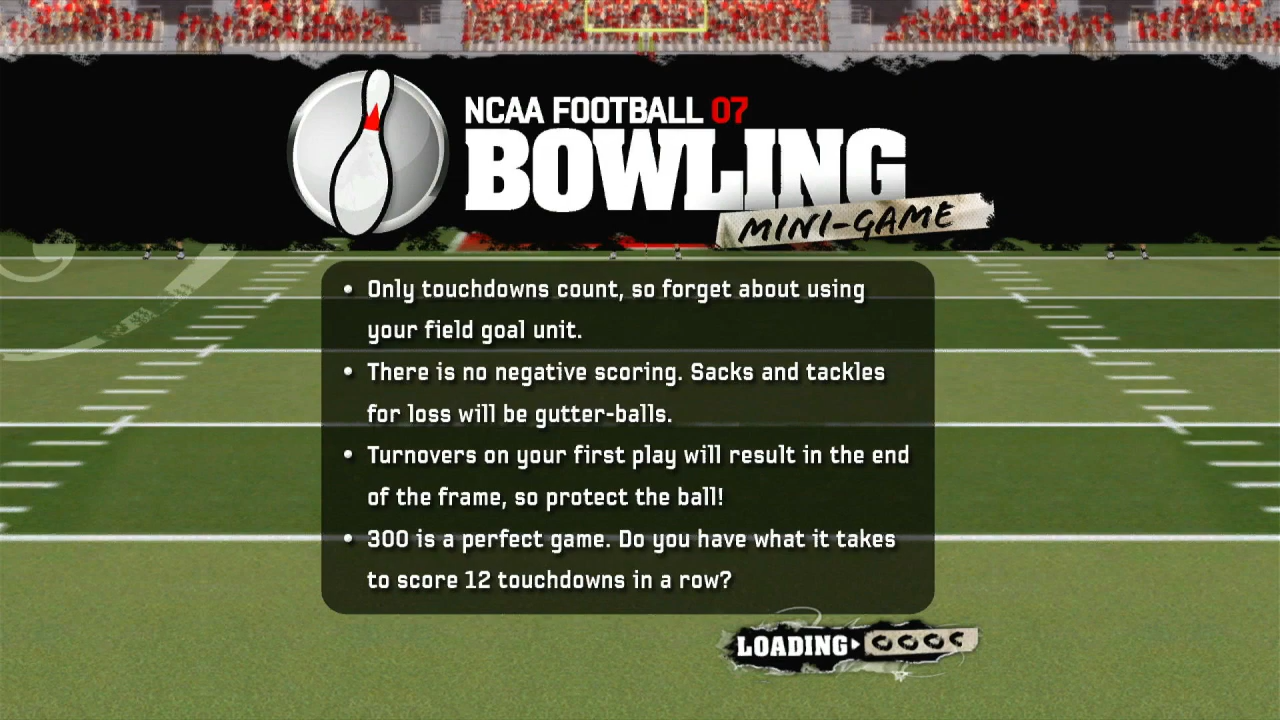 NCAA FOOTBALL 07
BOWLING
MINI-GAME
• Only touchdowns count, so forget about using
your field goal unit.
• There is no negative scoring. Sacks and tackles
for loss will be gutter-balls.
• Turnovers on your first play will result in the end
of the frame, so protect the ball!
• 300 is a perfect game. Do you have what it takes
to score 12 touchdowns in a row?
LOADING